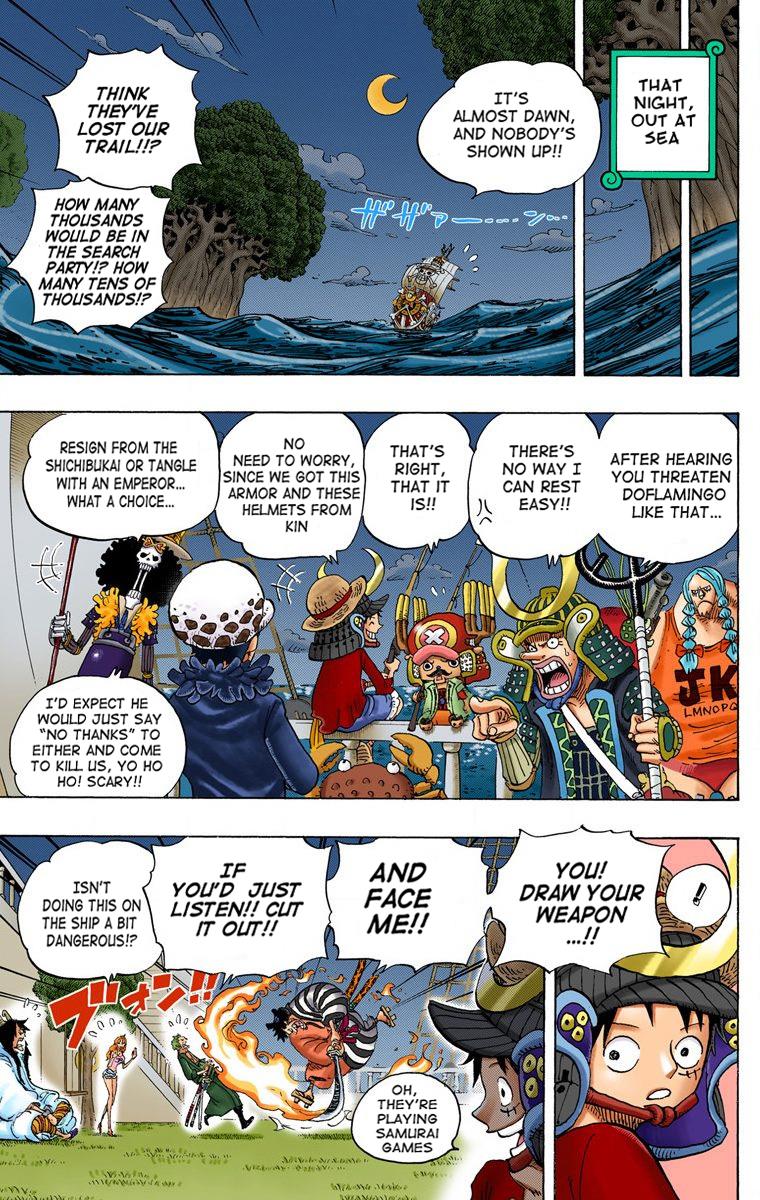 THAT
NIGHT,
OUT AT
SEA
IT'S
ALMOST DAWN,
AND NOBODY'S
SHOWN UP!!
THINK
THEY'VE
LOST OUR
TRAIL!!?
HOW MANY
THOUSANDS
WOULD BE IN
THE SEARCH
PARTY!? HOW
MANY TENS OF
THOUSANDS!?
ザザァー‐‐‐‐ン…
AFTER HEARING
YOU THREATEN
DOFLAMINGO
LIKE THAT...
THERE'S
NO WAY I
CAN REST
EASY!!
THAT'S
RIGHT,
THAT IT
IS!!
NO
NEED TO WORRY,
SINCE WE GOT THIS
ARMOR AND THESE
HELMETS FROM
KIN
RESIGN FROM THE
SHICHIBUKAI OR TANGLE
WITH AN EMPEROR...
WHAT A CHOICE...
I'D EXPECT HE
WOULD JUST SAY
"NO THANKS" TO
EITHER AND COME
TO KILL US, YO HO
HO! SCARY!!
JK
LMNOPQ
!
YOU!
DRAW YOUR
WEAPON
...!!
AND
FACE
ME!!
IF
YOU'D JUST
LISTEN!! CUT
IT OUT!!
ISN'T
DOING THIS ON
THE SHIP A BIT
DANGEROUS!?
ブオン!!
OH,
THEY'RE
PLAYING
SAMURAI
GAMES